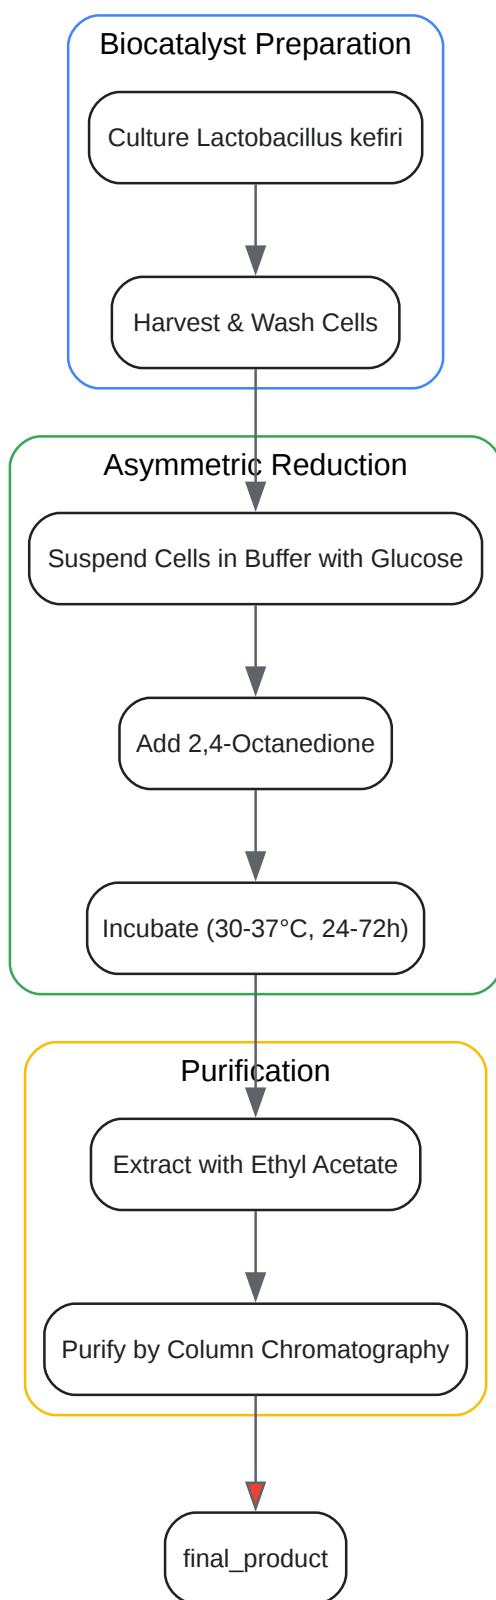 Biocatalyst Preparation
Culture Lactobacillus kefiri
Harvest & Wash Cells
Asymmetric Reduction
Suspend Cells in Buffer with Glucose
Add 2,4-Octanedione
Incubate (30-37°C, 24-72h)
Purification
Extract with Ethyl Acetate
Purify by Column Chromatography
final_product